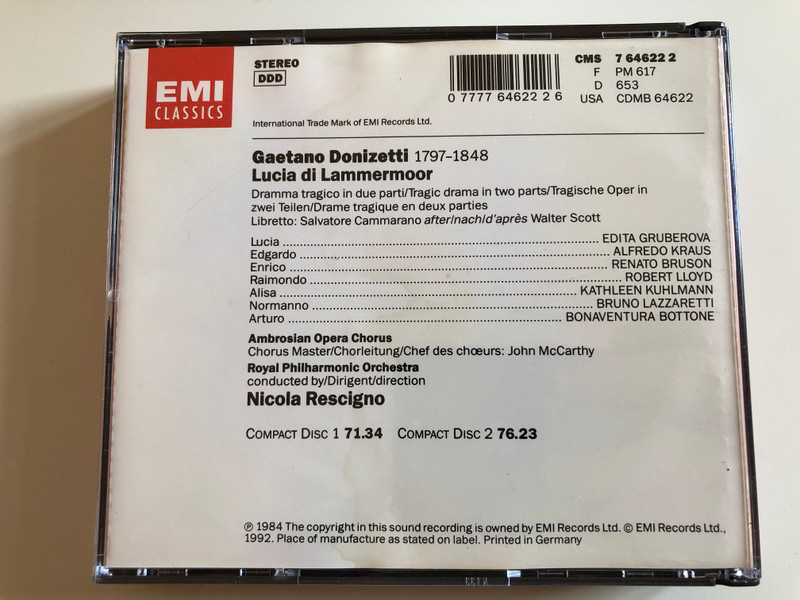 EMI
CLASSICS
STEREO
DDD
International Trade Mark of EMI Records Ltd.
0 7777 64622 2 6
CMS 7 64622 2
F PM 617
D 653
USA CDMB 64622
Gaetano Donizetti 1797–1848
Lucia di Lammermoor
Dramma tragico in due parti/Tragic drama in two parts/Tragische Oper in
zwei Teilen/Drame tragique en deux parties
Libretto: Salvatore Cammarano after/nach/d'après Walter Scott
Lucia ........ EDITA GRUBEROVA
Edgardo ........ ALFREDO KRAUS
Enrico ........ RENATO BRUSON
Raimondo ........ ROBERT LLOYD
Alisa ........ KATHLEEN KUHLMANN
Normanno ........ BRUNO LAZZARETTI
Arturo ........ BONAVENTURA BOTTONE
Ambrosian Opera Chorus
Chorus Master/Chorleitung/Chef des chœurs: John McCarthy
Royal Philharmonic Orchestra
conducted by/Dirigent/direction
Nicola Rescigno
COMPACT DISC 1 71.34 COMPACT DISC 2 76.23
℗ 1984 The copyright in this sound recording is owned by EMI Records Ltd. © EMI Records Ltd.,
1992. Place of manufacture as stated on label. Printed in Germany